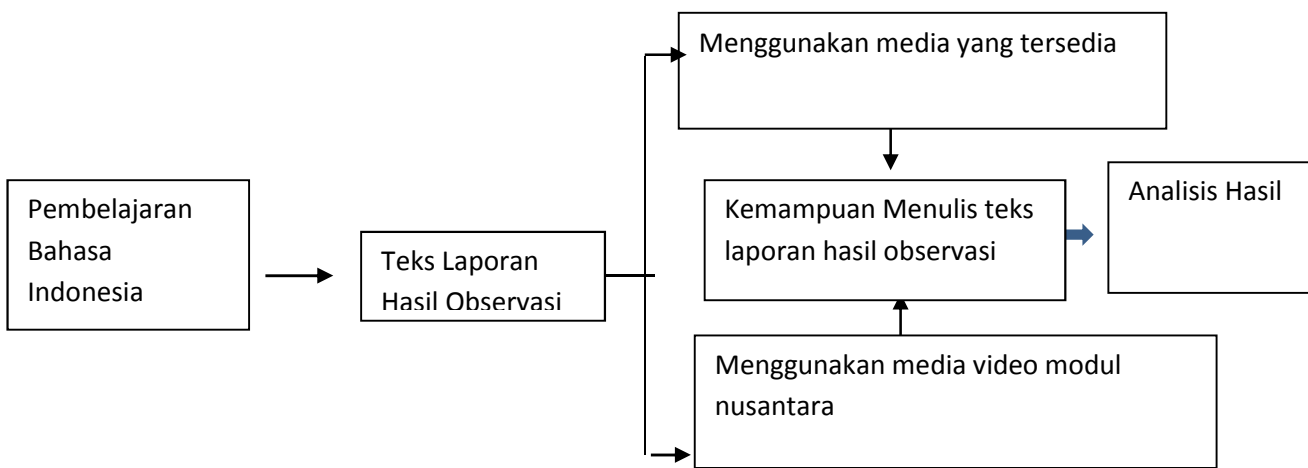 Pembelajaran
Bahasa
Indonesia
Teks Laporan
Hasil Observasi
Menggunakan media yang tersedia
Kemampuan Menulis teks
laporan hasil observasi
Menggunakan media video modul
nusantara
Analisis Hasil